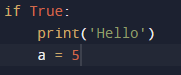 if True:
    print('Hello')
    a = 5